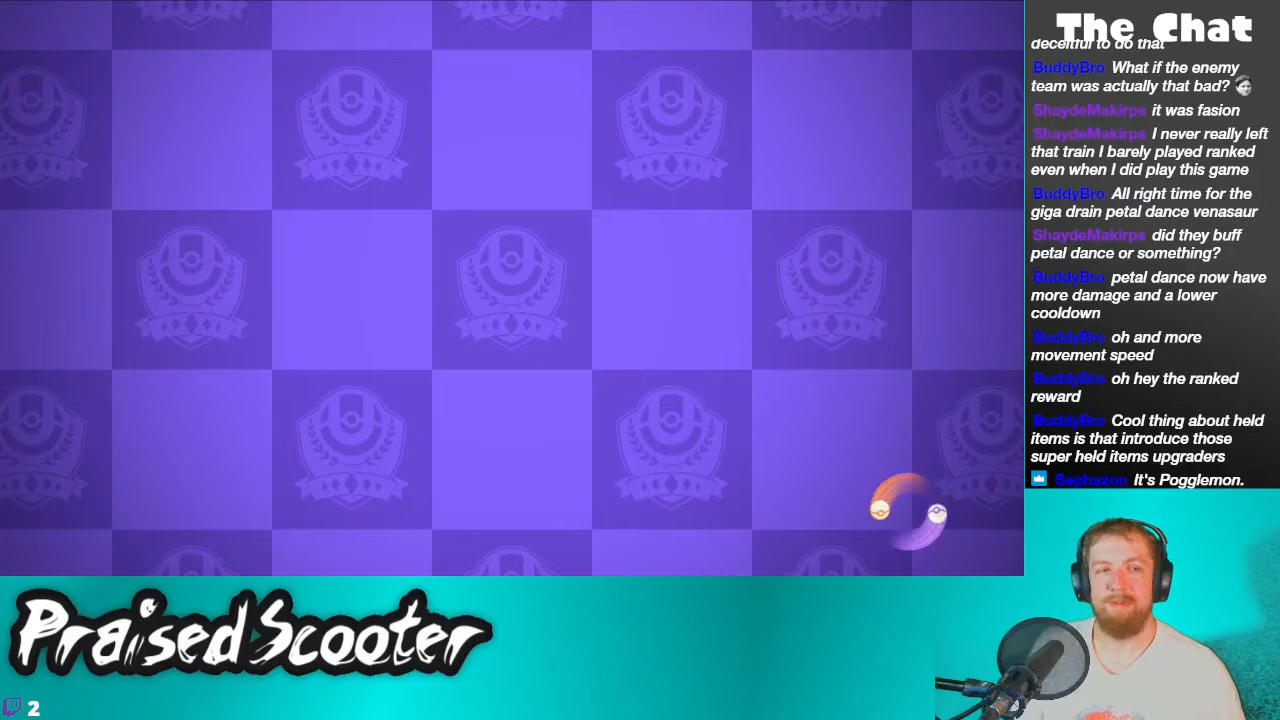 The Chat
deceitful to do that
BuddyBro What if the enemy
team was actually that bad?
ShaydeMakirps it was fasion
ShaydeMakirps I never really left
that train I barely played ranked
even when I did play this game
BuddyBro All right time for the
giga drain petal dance venasaur
ShaydeMakirps did they buff
petal dance or something?
BuddyBro petal dance now have
more damage and a lower
cooldown
BuddyBro oh and more
movement speed
BuddyBro oh hey the ranked
reward
BuddyBro Cool thing about held
items is that introduce those
super held items upgraders
Sephazon It's Pogglemon.
PraisedScooter
2